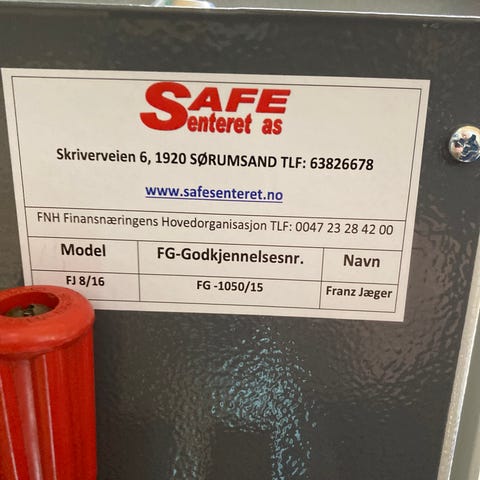 SAFE
Senteret as
Skriverveien 6, 1920 SØRUMSAND TLF: 63826678
www.safesenteret.no
FNH Finansnæringens Hovedorganisasjon TLF: 0047 23 28 42 00
Model FG-Godkjennelsesnr. Navn
FJ 8/16 FG -1050/15 Franz Jæger